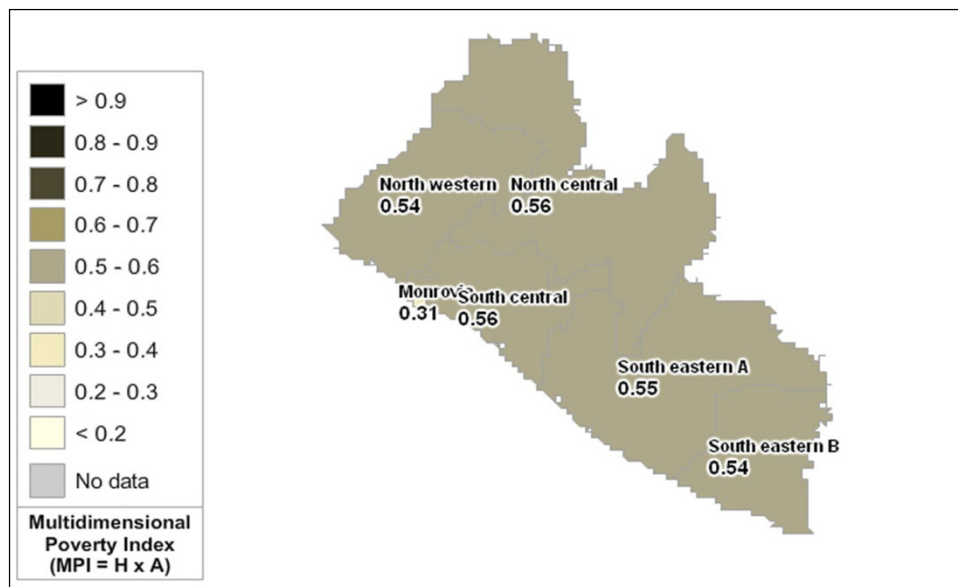 > 0.9
0.8 - 0.9
0.7 - 0.8
0.6 - 0.7
0.5 - 0.6
0.4 - 0.5
0.3 - 0.4
0.2 - 0.3
< 0.2
No data
Multidimensional
Poverty Index
(MPI = H x A)
North western
0.54
North central
0.56
Monrovia
0.31
South central
0.56
South eastern A
0.55
South eastern B
0.54